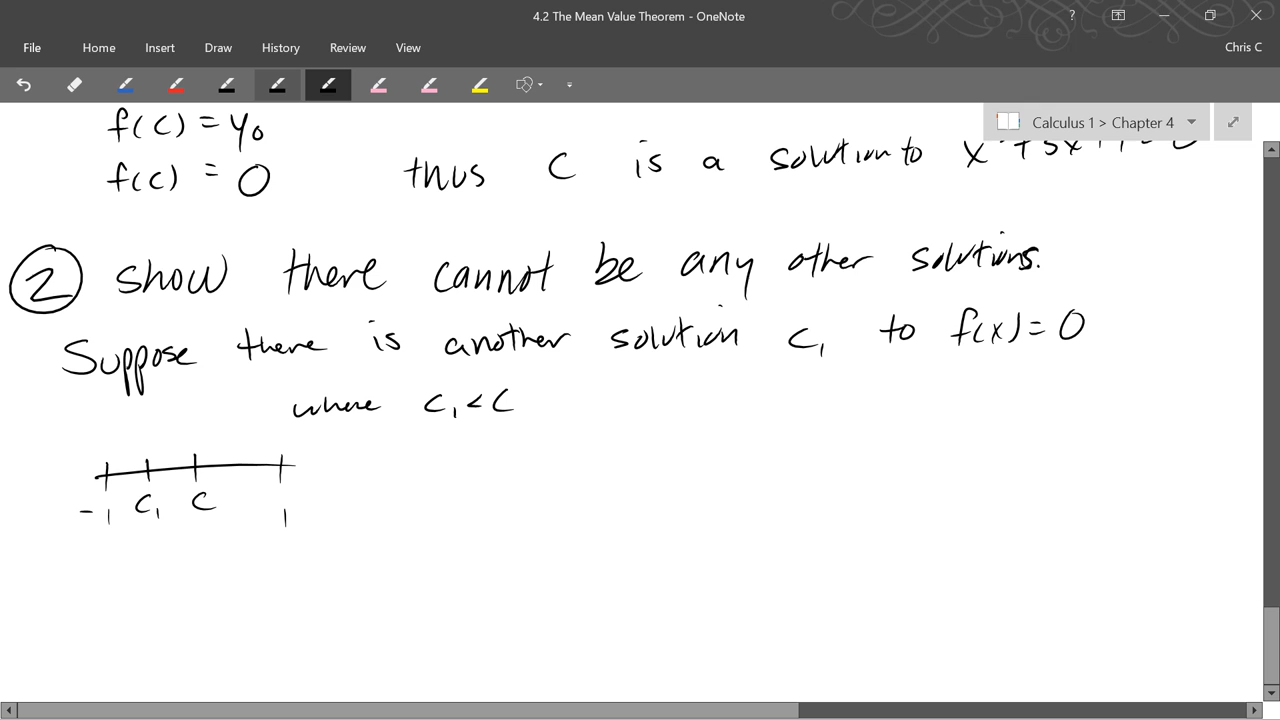 4.2 The Mean Value Theorem - OneNote
?
File Home Insert Draw History Review View
Chris C
Calculus 1 > Chapter 4
f(c) = y₀
f(c) = 0 thus c is a solution to
② show there cannot be any other solutions.
Suppose there is another solution c₁ to f(x) = 0
where c₁ < c
-1 c₁ c 1